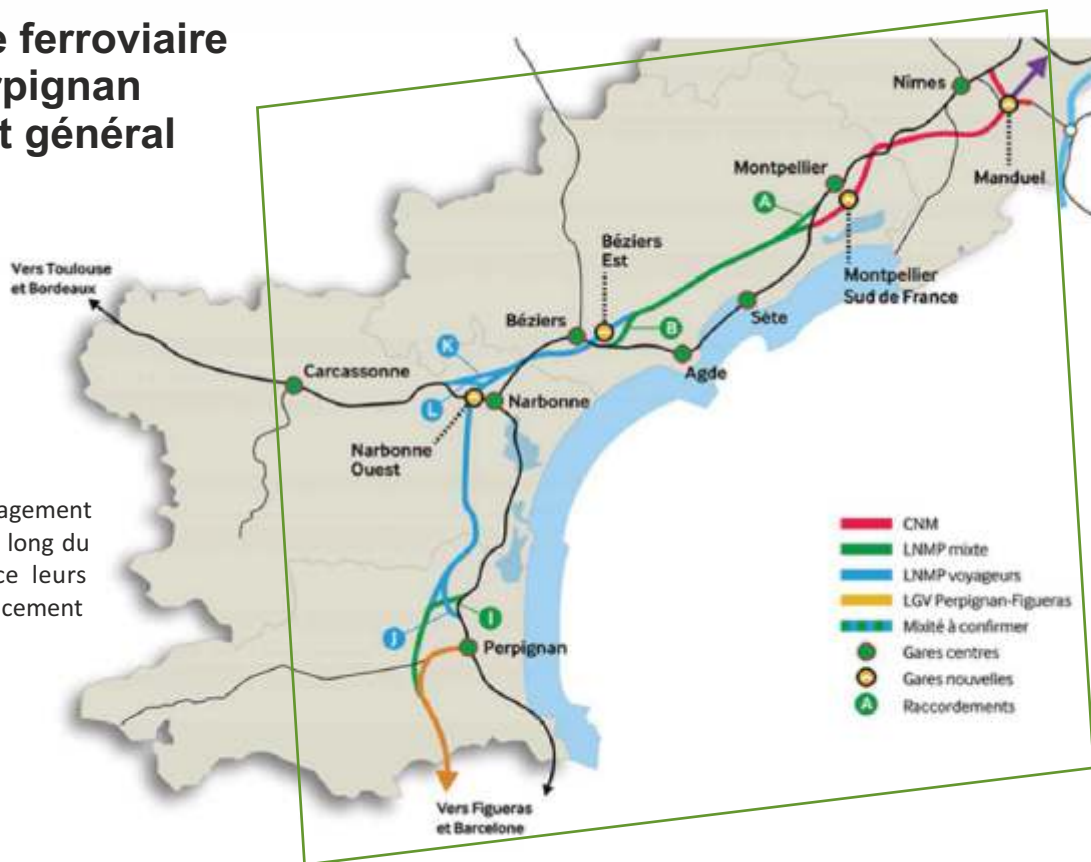 e ferroviaire
rpignan
t général
agement
long du
ce leurs
cement
Nîmes
Manduel
Montpellier
A
Montpellier
Sud de France
Béziers
Est
Vers Toulouse
et Bordeaux
Béziers
B
Sète
Agde
K
Carcassonne
L
Narbonne
Narbonne
Ouest
I
J
Perpignan
Vers Figueras
et Barcelone
CNM
LNMP mixte
LNMP voyageurs
LGV Perpignan-Figueras
Mixité à confirmer
Gares centres
Gares nouvelles
A
Raccordements